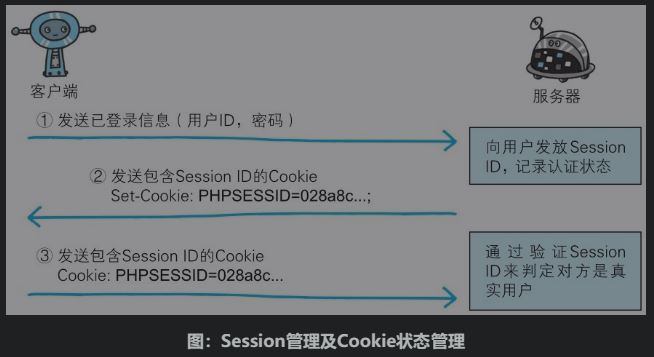 客户端
服务器
① 发送已登录信息（用户ID，密码）
向用户发放Session
ID，记录认证状态
② 发送包含Session ID的Cookie
Set-Cookie: PHPSESSID=028a8c...;
③ 发送包含Session ID的Cookie
Cookie: PHPSESSID=028a8c...
通过验证Session
ID来判定对方是真
实用户
图：Session管理及Cookie状态管理